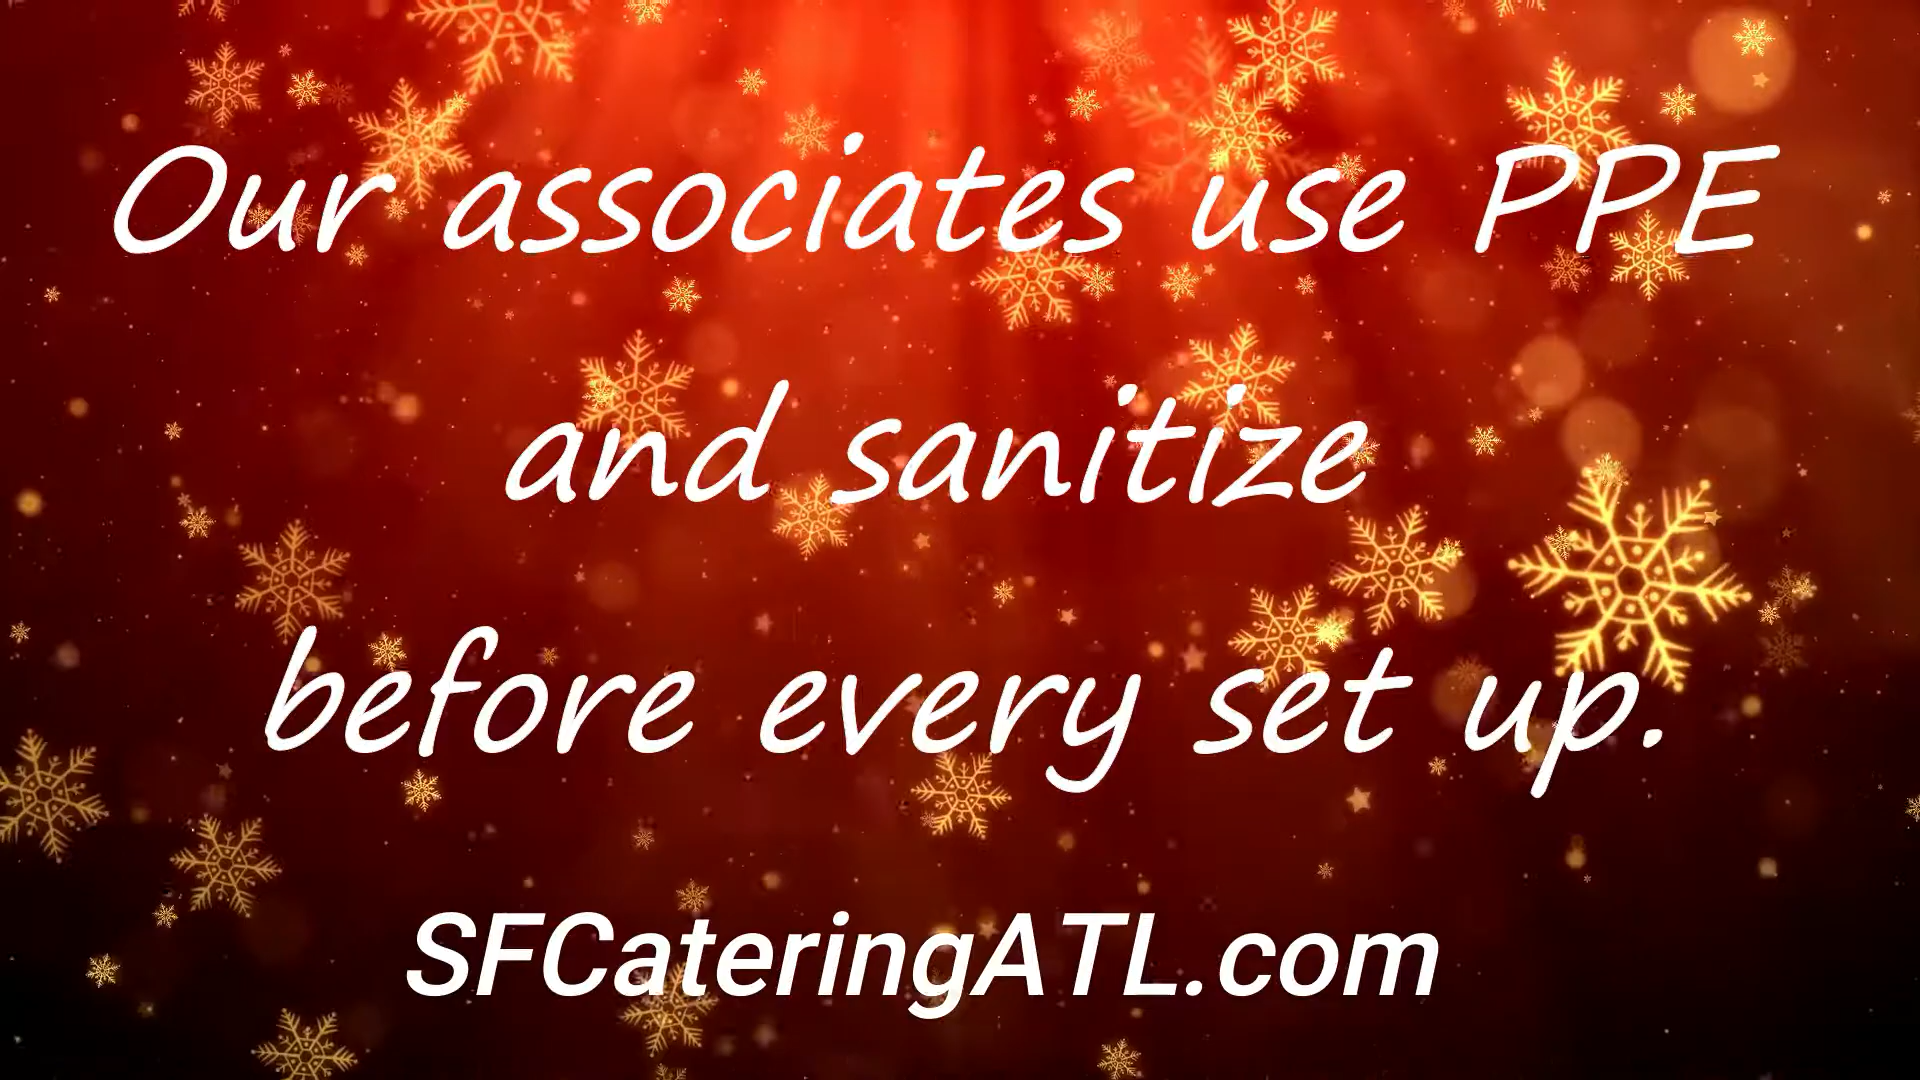 Our associates use PPE
and sanitize
before every set up.
SFCateringATL.com